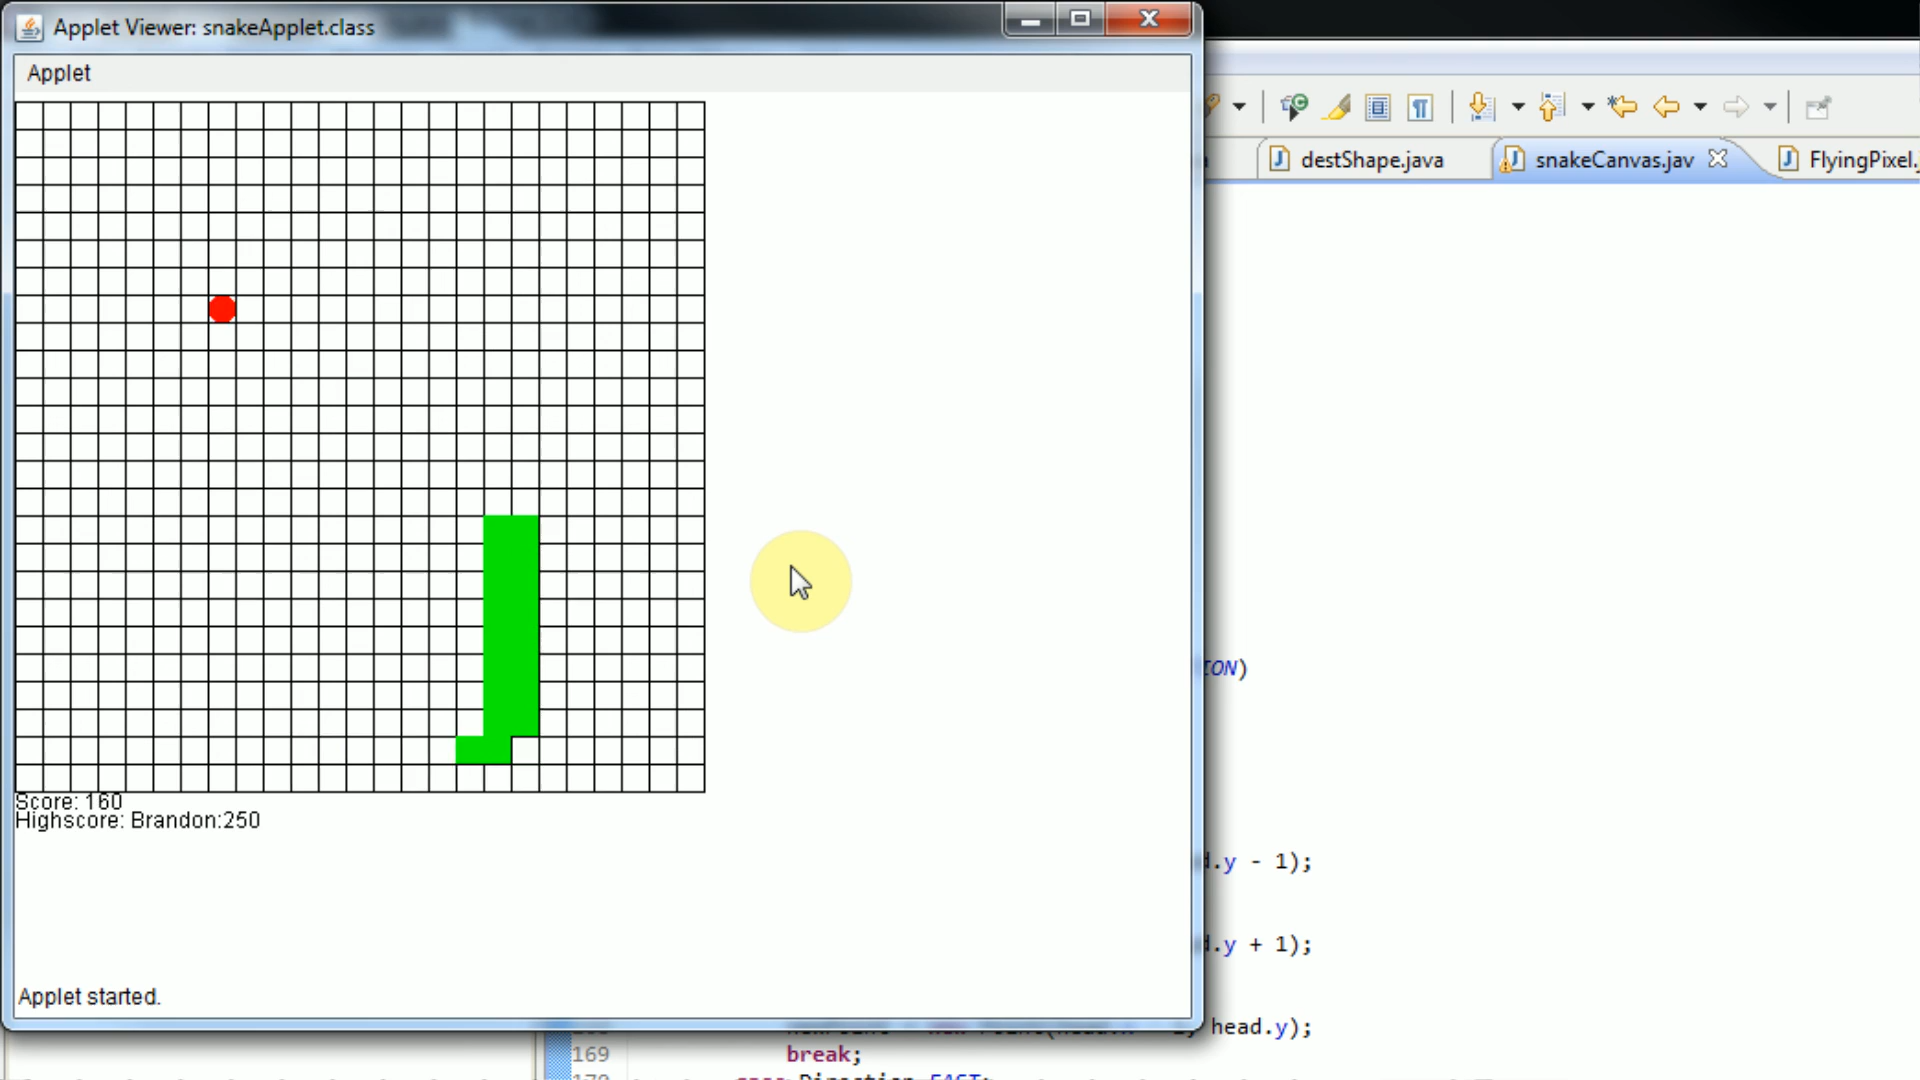 Applet Viewer: snakeApplet.class
Applet
destShape.java
snakeCanvas.jav
FlyingPixel.
ION)
d.y - 1);
d.y + 1);
head.y);
169 break;
Score: 160
Highscore: Brandon:250
Applet started.